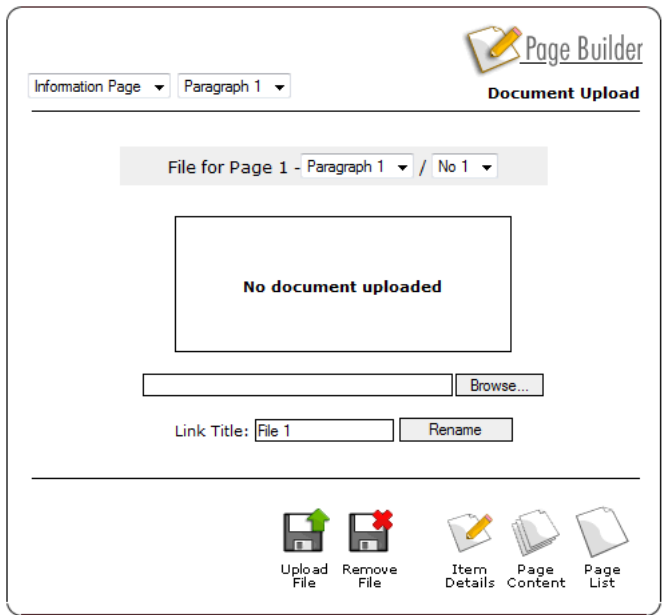 Page Builder
Information Page Paragraph 1
Document Upload
File for Page 1 - Paragraph 1 / No 1
No document uploaded
Browse...
Link Title: File 1 Rename
Upload File
Remove File
Item Details
Page Content
Page List